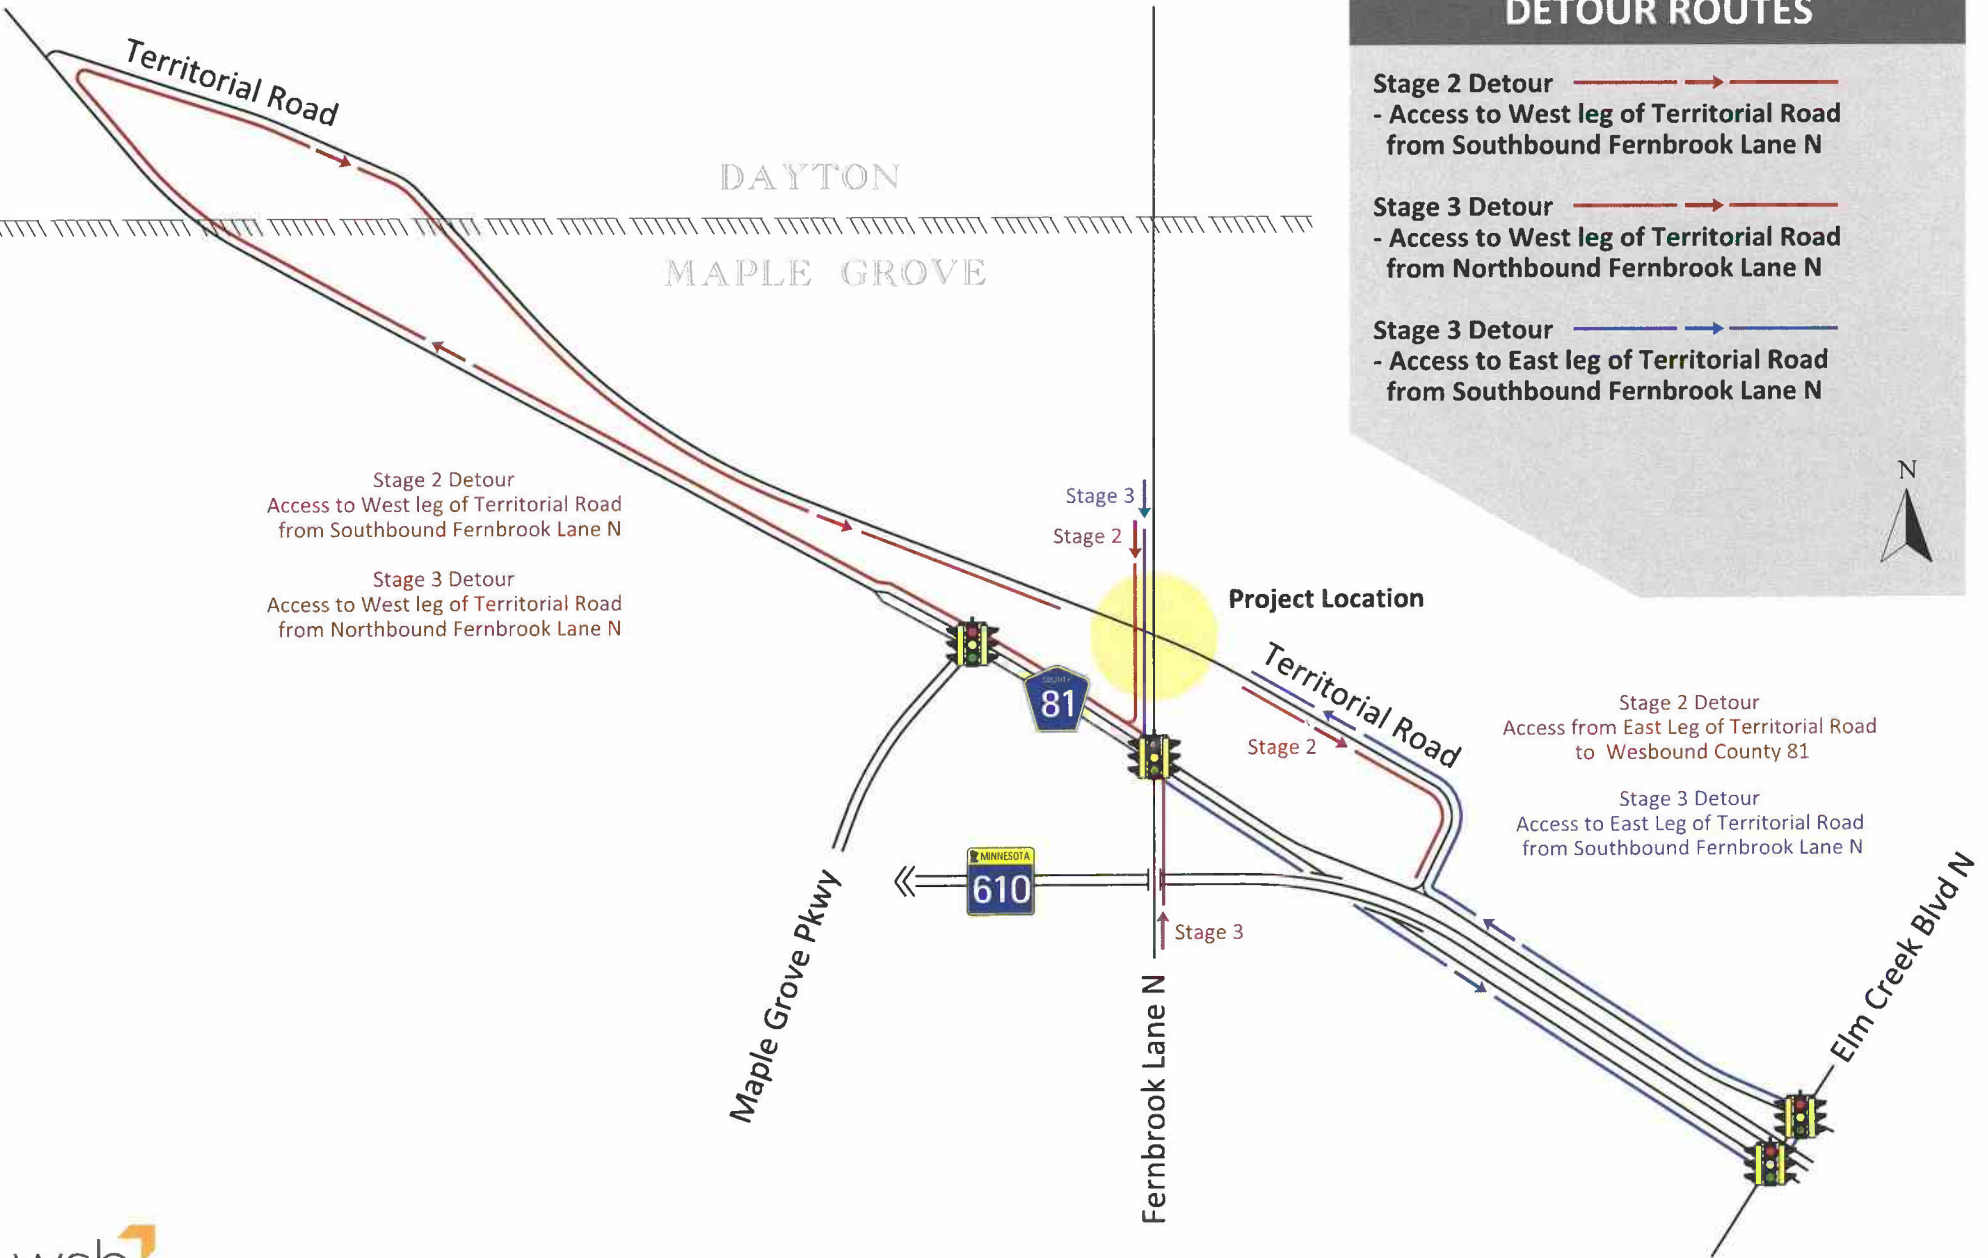 DETOUR ROUTES
Stage 2 Detour
- Access to West leg of Territorial Road
from Southbound Fernbrook Lane N
Stage 3 Detour
- Access to West leg of Territorial Road
from Northbound Fernbrook Lane N
Stage 3 Detour
- Access to East leg of Territorial Road
from Southbound Fernbrook Lane N
N
Territorial Road
DAYTON
MAPLE GROVE
Stage 2 Detour
Access to West leg of Territorial Road
from Southbound Fernbrook Lane N
Stage 3 Detour
Access to West leg of Territorial Road
from Northbound Fernbrook Lane N
Stage 3
Stage 2
Project Location
COUNTY
81
Territorial Road
Stage 2
Stage 2 Detour
Access from East Leg of Territorial Road
to Wesbound County 81
Stage 3 Detour
Access to East Leg of Territorial Road
from Southbound Fernbrook Lane N
MINNESOTA
610
Stage 3
Maple Grove Pkwy
Fernbrook Lane N
Elm Creek Blvd N
wsb